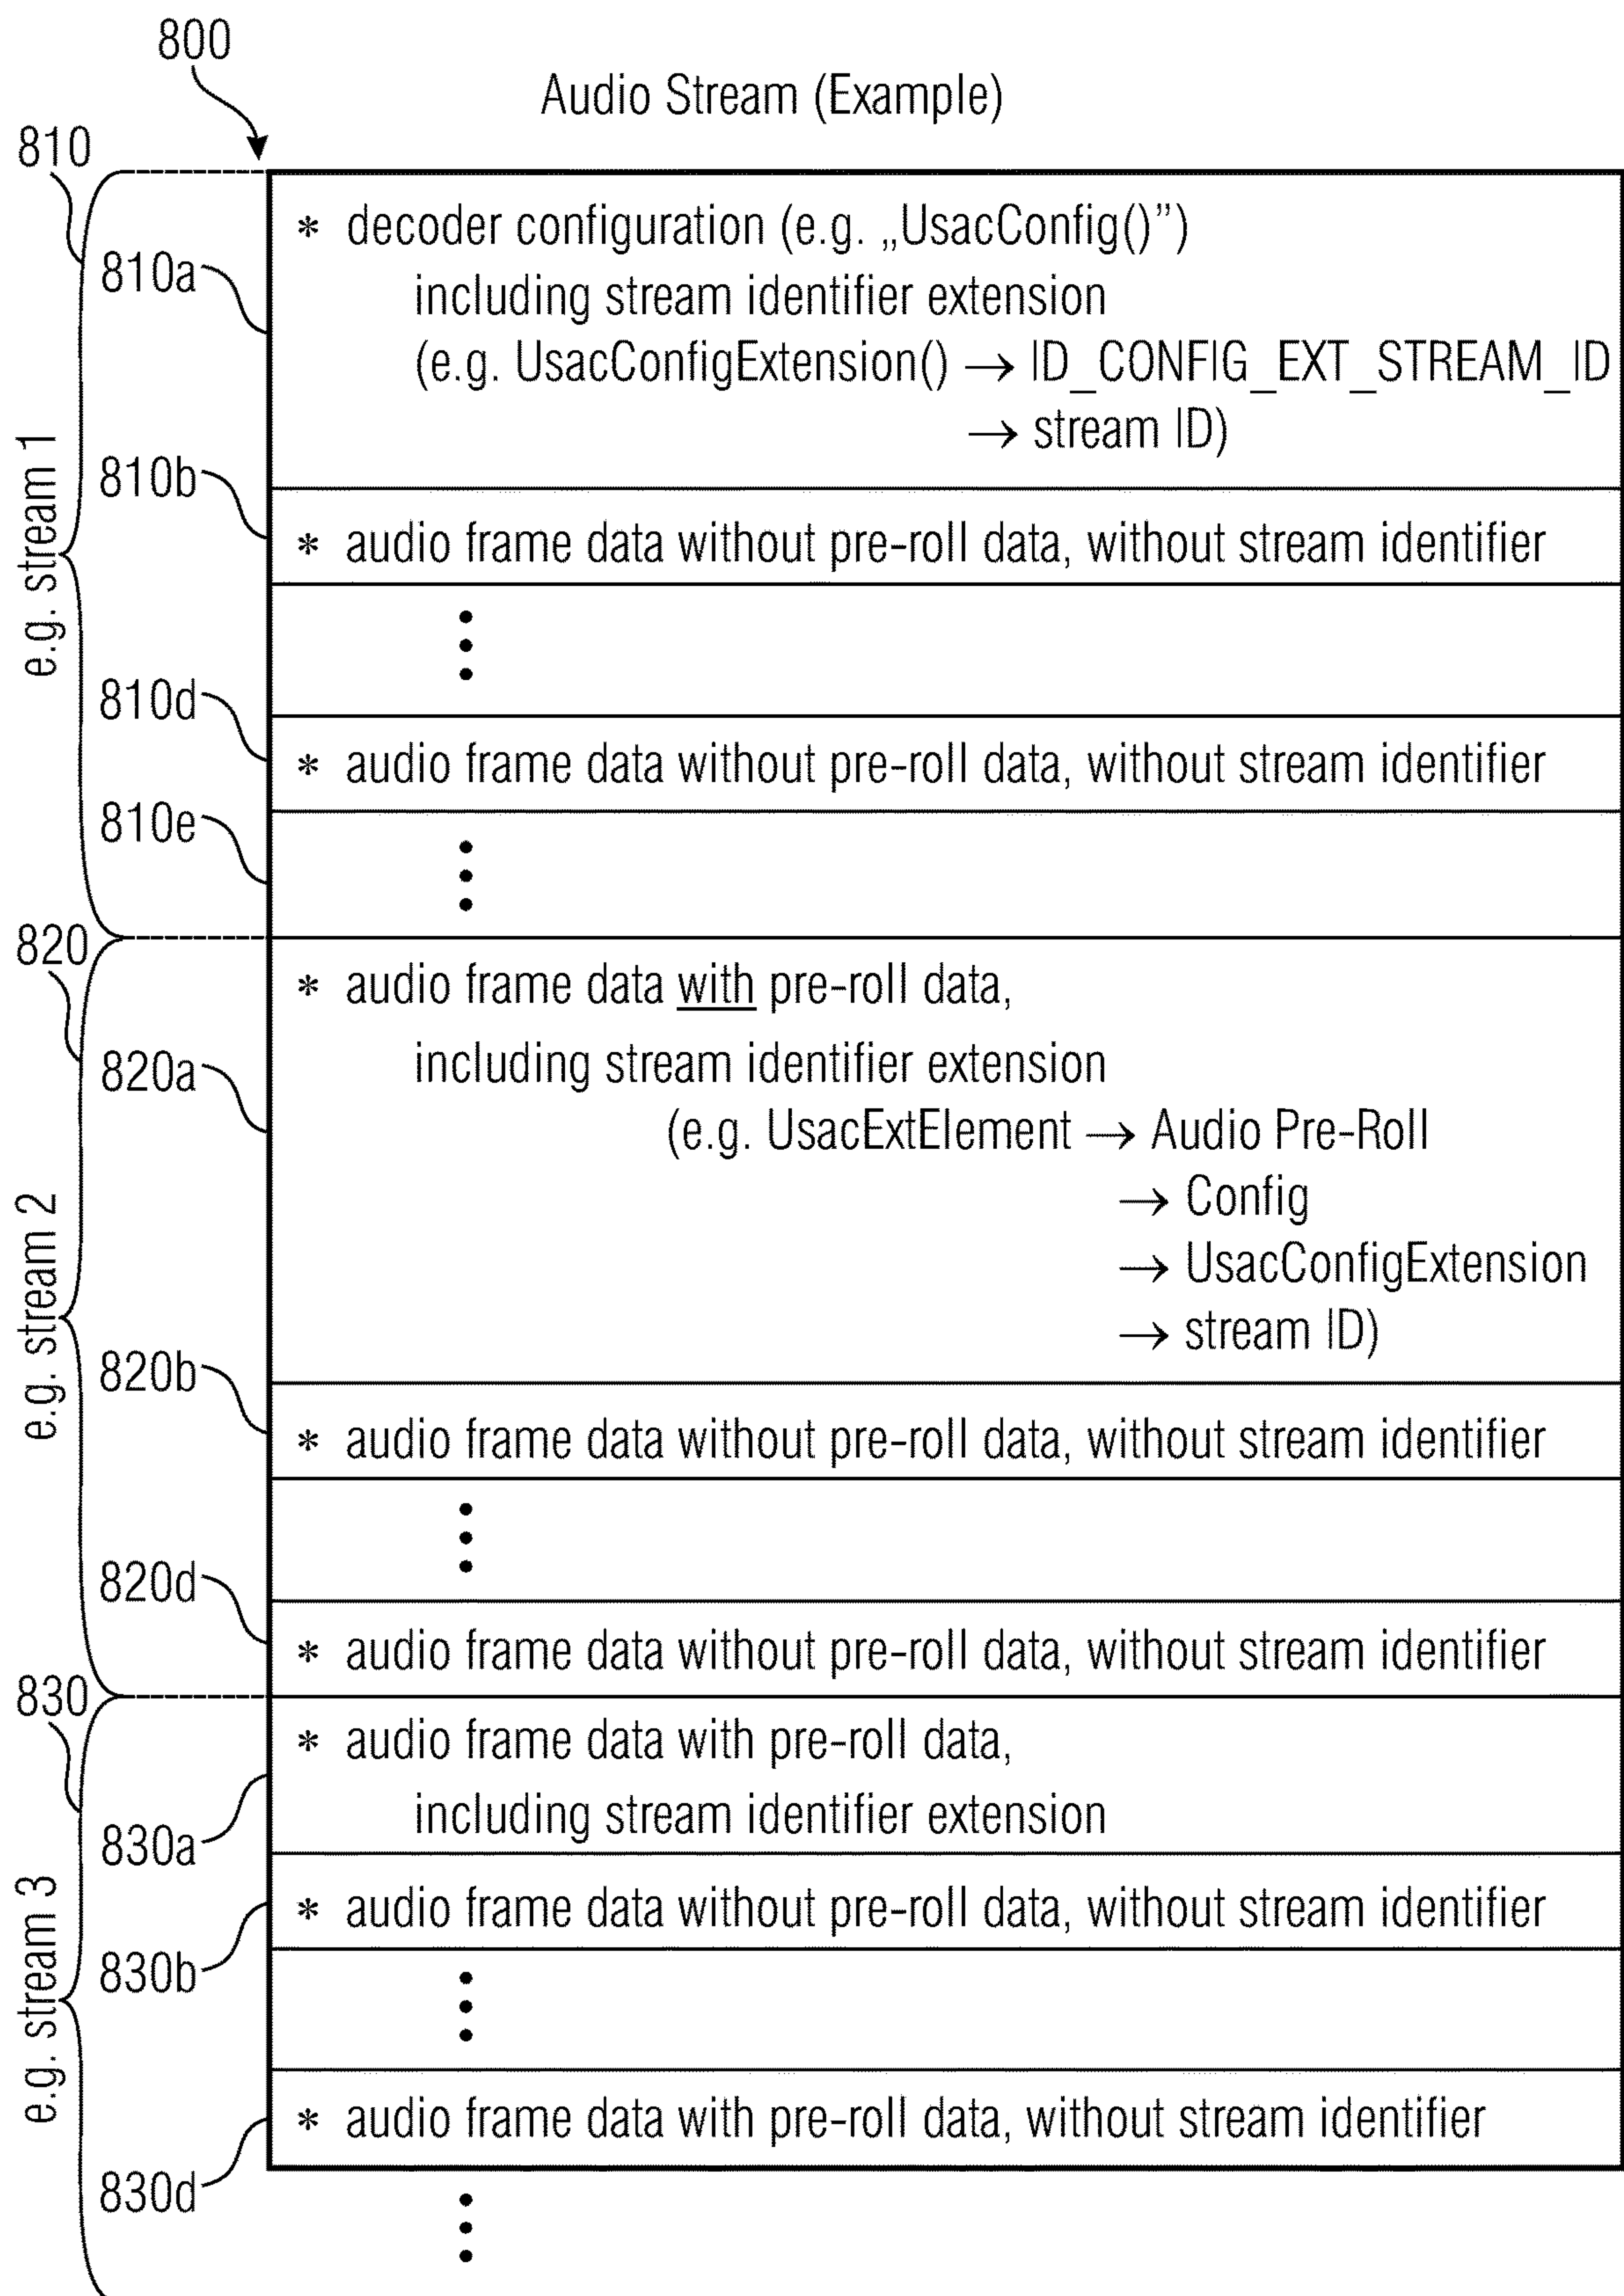 800
Audio Stream (Example)
810
* decoder configuration (e.g. „UsacConfig()”)
810a
including stream identifier extension
(e.g. UsacConfigExtension() → ID_CONFIG_EXT_STREAM_ID
→ stream ID)
e.g. stream 1
810b
* audio frame data without pre-roll data, without stream identifier
810d
* audio frame data without pre-roll data, without stream identifier
810e
820
* audio frame data with pre-roll data,
820a
including stream identifier extension
(e.g. UsacExtElement → Audio Pre-Roll
→ Config
→ UsacConfigExtension
→ stream ID)
e.g. stream 2
820b
* audio frame data without pre-roll data, without stream identifier
820d
* audio frame data without pre-roll data, without stream identifier
830
* audio frame data with pre-roll data,
including stream identifier extension
830a
e.g. stream 3
* audio frame data without pre-roll data, without stream identifier
830b
* audio frame data with pre-roll data, without stream identifier
830d